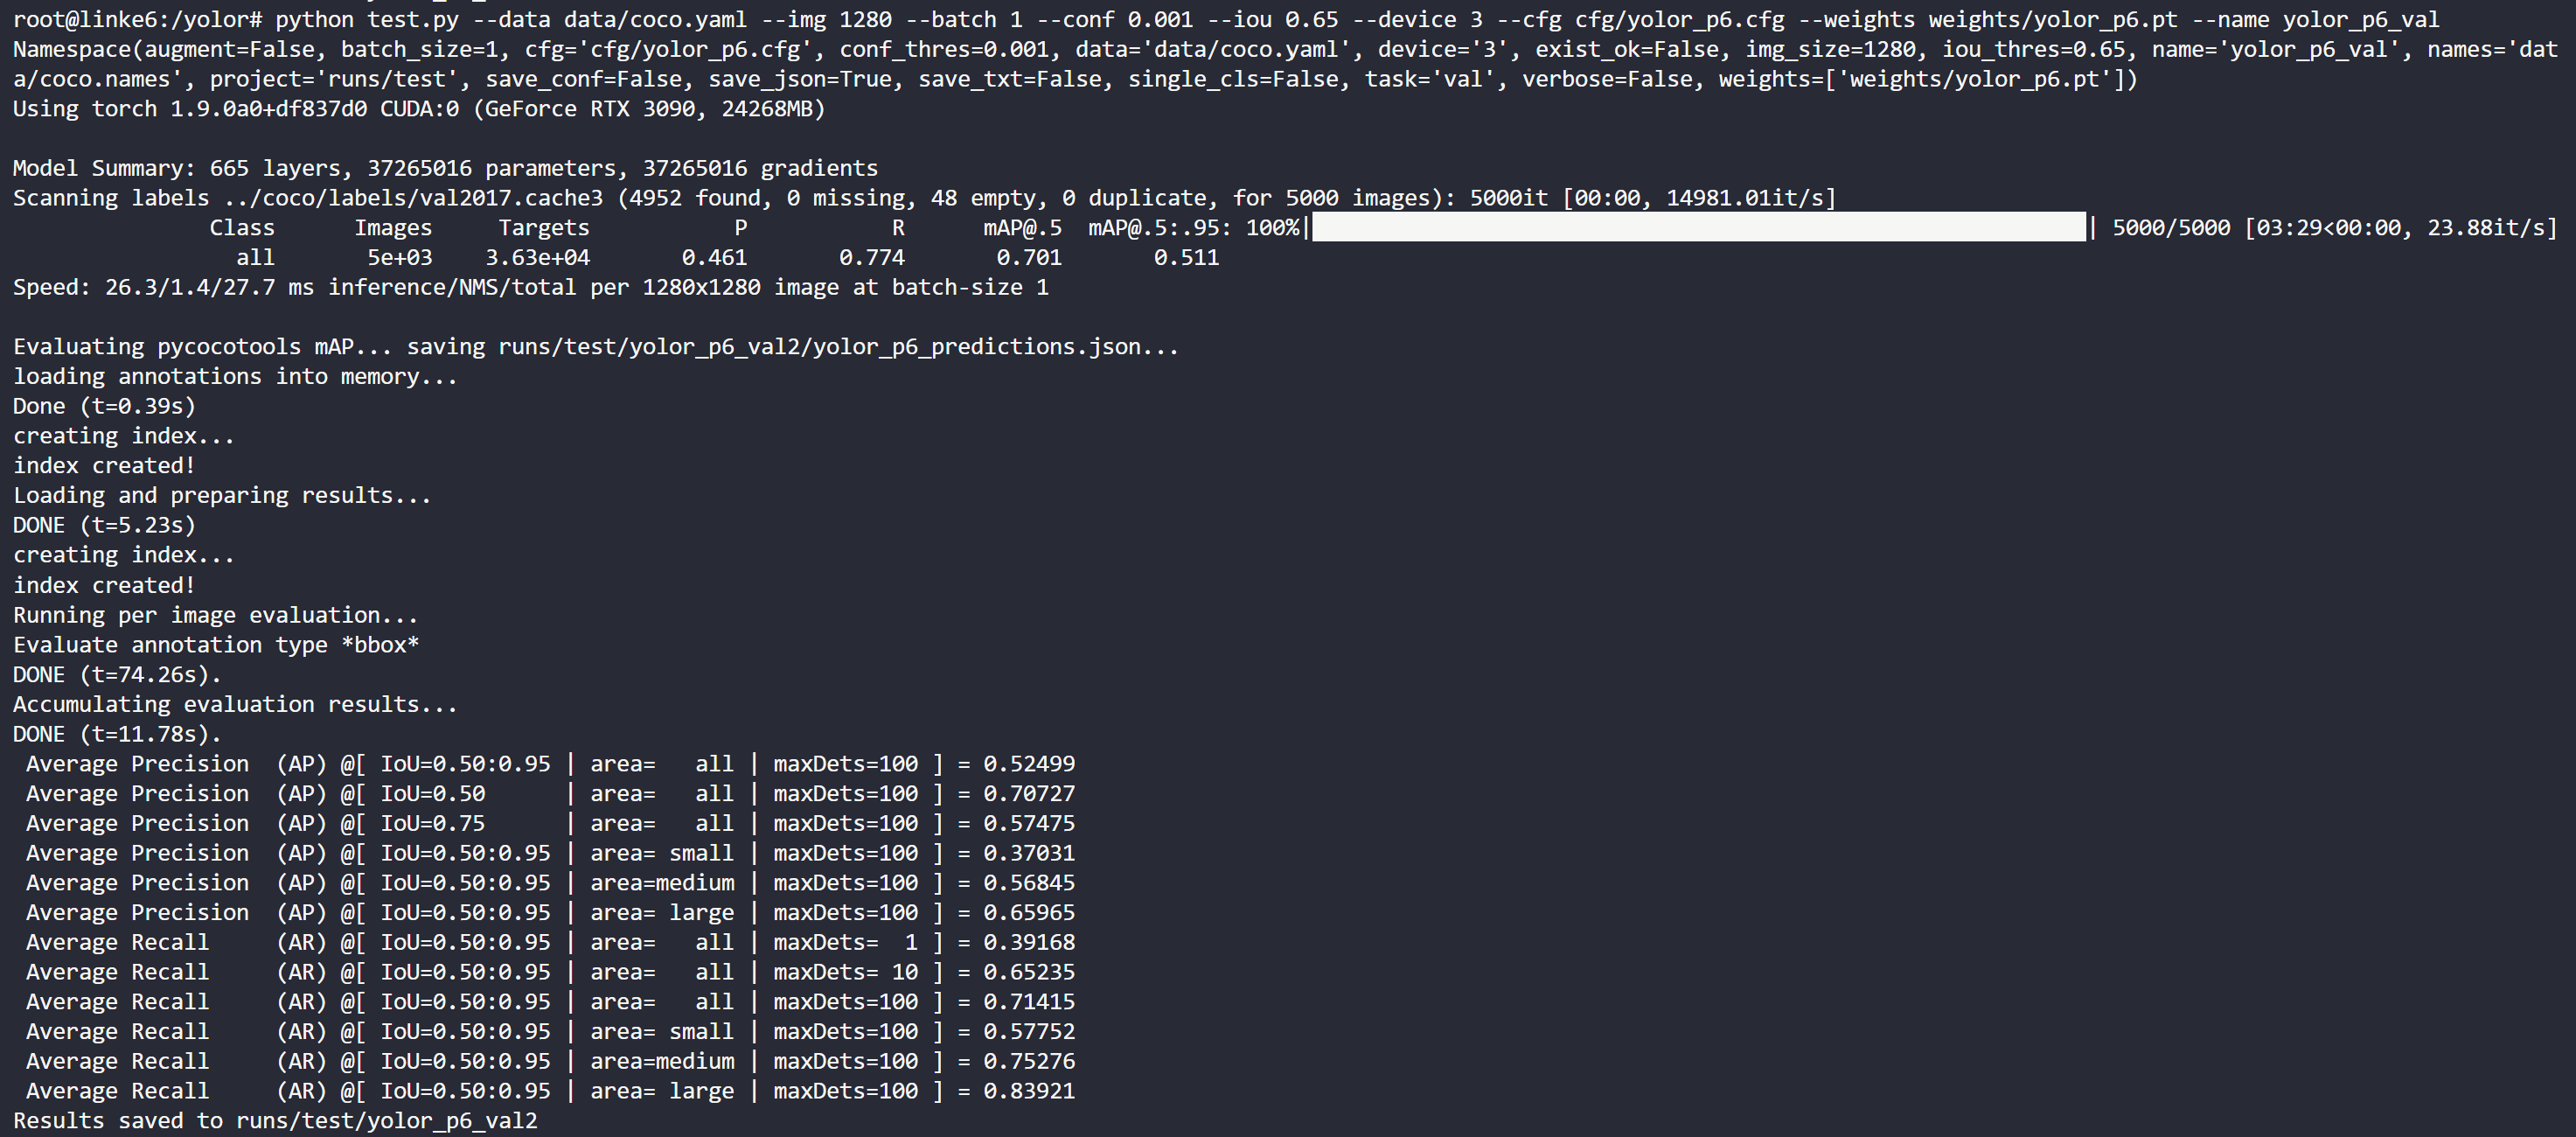 root@linke6:/yolor# python test.py --data data/coco.yaml --img 1280 --batch 1 --conf 0.001 --iou 0.65 --device 3 --cfg cfg/yolor_p6.cfg --weights weights/yolor_p6.pt --name yolor_p6_val
Namespace(augment=False, batch_size=1, cfg='cfg/yolor_p6.cfg', conf_thres=0.001, data='data/coco.yaml', device='3', exist_ok=False, img_size=1280, iou_thres=0.65, name='yolor_p6_val', names='dat
a/coco.names', project='runs/test', save_conf=False, save_json=True, save_txt=False, single_cls=False, task='val', verbose=False, weights=['weights/yolor_p6.pt'])
Using torch 1.9.0a0+df837d0 CUDA:0 (GeForce RTX 3090, 24268MB)
Model Summary: 665 layers, 37265016 parameters, 37265016 gradients
Scanning labels ../coco/labels/val2017.cache3 (4952 found, 0 missing, 48 empty, 0 duplicate, for 5000 images): 5000it [00:00, 14981.01it/s]
Class Images Targets P R mAP@.5 mAP@.5:.95: 100%| | 5000/5000 [03:29<00:00, 23.88it/s]
all 5e+03 3.63e+04 0.461 0.774 0.701 0.511
Speed: 26.3/1.4/27.7 ms inference/NMS/total per 1280x1280 image at batch-size 1
Evaluating pycocotools mAP... saving runs/test/yolor_p6_val2/yolor_p6_predictions.json...
loading annotations into memory...
Done (t=0.39s)
creating index...
index created!
Loading and preparing results...
DONE (t=5.23s)
creating index...
index created!
Running per image evaluation...
Evaluate annotation type *bbox*
DONE (t=74.26s).
Accumulating evaluation results...
DONE (t=11.78s).
Average Precision (AP) @[ IoU=0.50:0.95 | area= all | maxDets=100 ] = 0.52499
Average Precision (AP) @[ IoU=0.50 | area= all | maxDets=100 ] = 0.70727
Average Precision (AP) @[ IoU=0.75 | area= all | maxDets=100 ] = 0.57475
Average Precision (AP) @[ IoU=0.50:0.95 | area= small | maxDets=100 ] = 0.37031
Average Precision (AP) @[ IoU=0.50:0.95 | area=medium | maxDets=100 ] = 0.56845
Average Precision (AP) @[ IoU=0.50:0.95 | area= large | maxDets=100 ] = 0.65965
Average Recall (AR) @[ IoU=0.50:0.95 | area= all | maxDets= 1 ] = 0.39168
Average Recall (AR) @[ IoU=0.50:0.95 | area= all | maxDets= 10 ] = 0.65235
Average Recall (AR) @[ IoU=0.50:0.95 | area= all | maxDets=100 ] = 0.71415
Average Recall (AR) @[ IoU=0.50:0.95 | area= small | maxDets=100 ] = 0.57752
Average Recall (AR) @[ IoU=0.50:0.95 | area=medium | maxDets=100 ] = 0.75276
Average Recall (AR) @[ IoU=0.50:0.95 | area= large | maxDets=100 ] = 0.83921
Results saved to runs/test/yolor_p6_val2